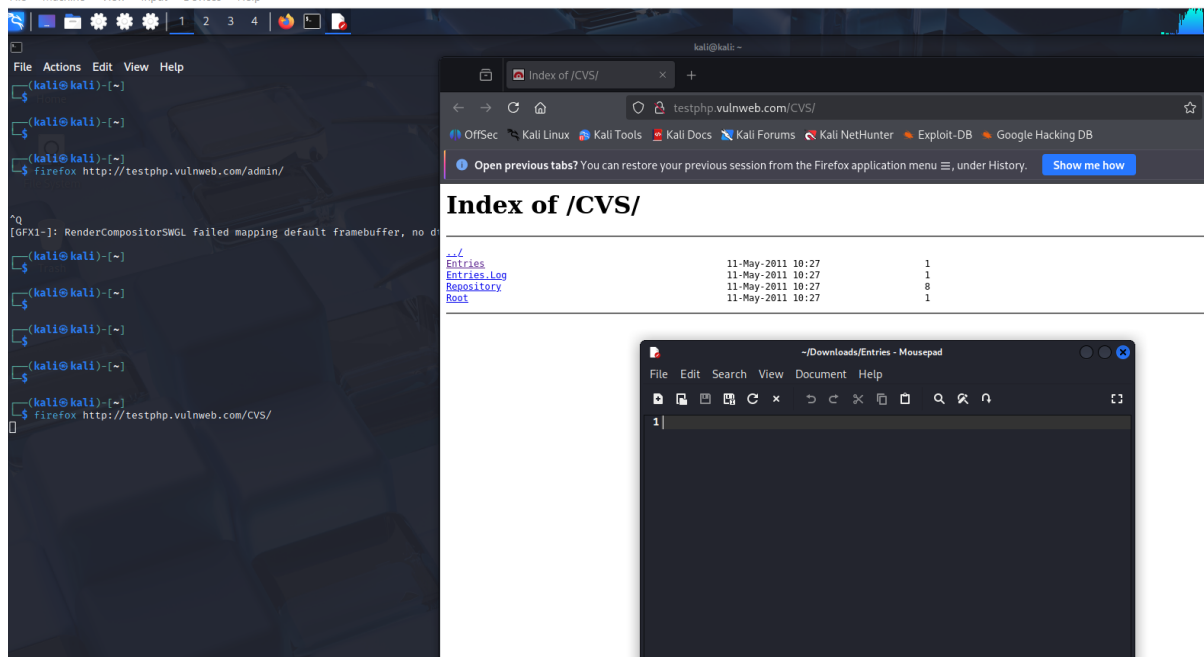 File Machine View Input Devices Help
1 2 3 4
kali@kali: ~
File Actions Edit View Help
(kali㉿kali)-[~]
$
(kali㉿kali)-[~]
$
(kali㉿kali)-[~]
$ firefox http://testphp.vulnweb.com/admin/
^Q
[GFX1-]: RenderCompositorSWGL failed mapping default framebuffer, no
(kali㉿kali)-[~]
$
(kali㉿kali)-[~]
$
(kali㉿kali)-[~]
$
(kali㉿kali)-[~]
$
(kali㉿kali)-[~]
$ firefox http://testphp.vulnweb.com/CVS/
Index of /CVS/
testphp.vulnweb.com/CVS/
OffSec Kali Linux Kali Tools Kali Docs Kali Forums Kali NetHunter Exploit-DB Google Hacking DB
Open previous tabs? You can restore your previous session from the Firefox application menu ☰, under History. Show me how
Index of /CVS/
../
Entries 11-May-2011 10:27 1
Entries.Log 11-May-2011 10:27 1
Repository 11-May-2011 10:27 8
Root 11-May-2011 10:27 1
~/Downloads/Entries - Mousepad
File Edit Search View Document Help
1